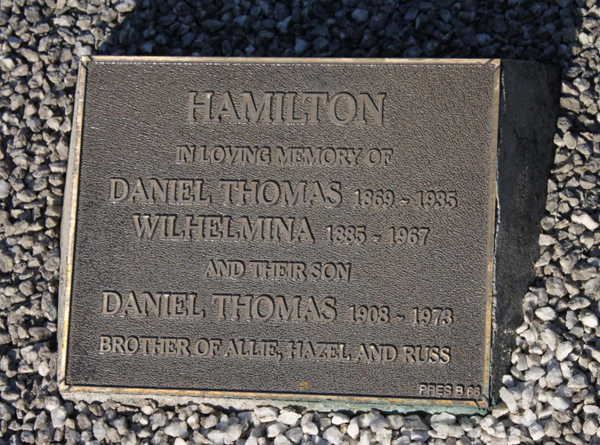 HAMILTON
IN LOVING MEMORY OF
DANIEL THOMAS 1869 - 1935
WILHELMINA 1885 - 1967
AND THEIR SON
DANIEL THOMAS 1908 - 1973
BROTHER OF ALLIE, HAZEL AND RUSS
PRES B 66